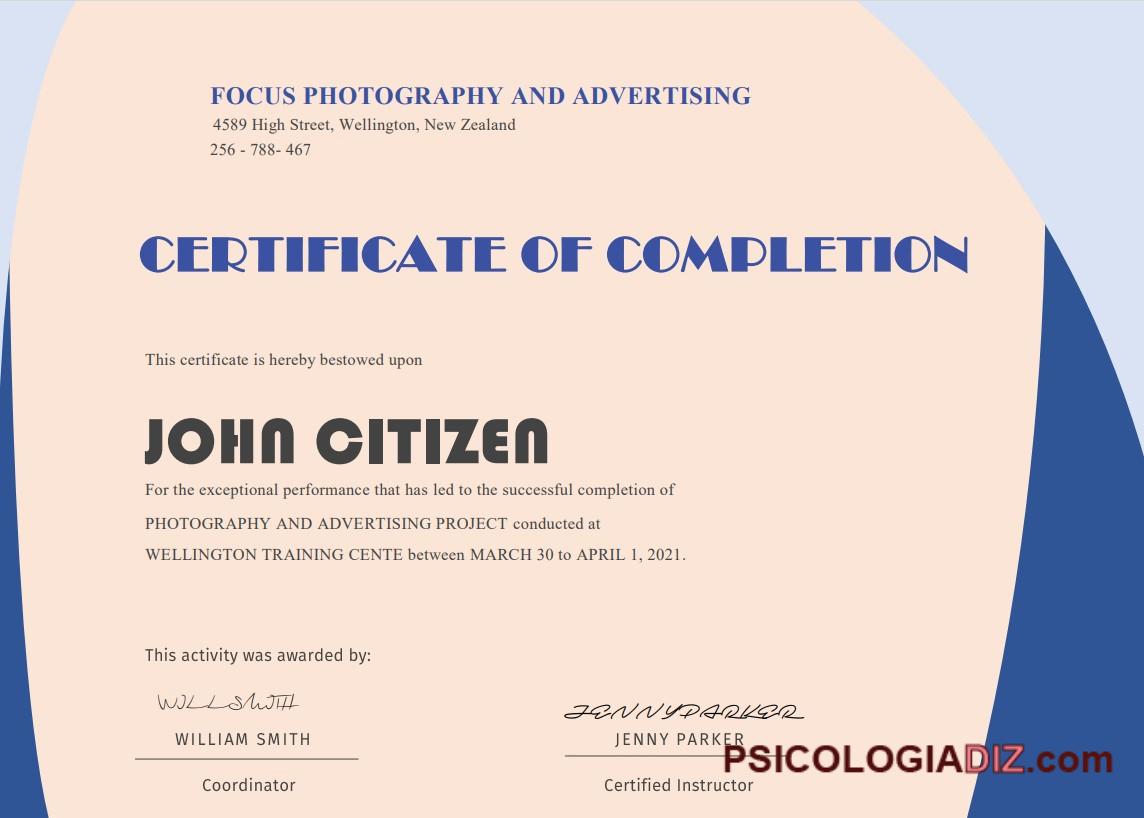 FOCUS PHOTOGRAPHY AND ADVERTISING
4589 High Street, Wellington, New Zealand
256 - 788- 467
CERTIFICATE OF COMPLETION
This certificate is hereby bestowed upon
JOHN CITIZEN
For the exceptional performance that has led to the successful completion of
PHOTOGRAPHY AND ADVERTISING PROJECT conducted at
WELLINGTON TRAINING CENTE between MARCH 30 to APRIL 1, 2021.
This activity was awarded by:
WILLSMITH JENNYPARKER
WILLIAM SMITH JENNY PARKER
PSICOLOGIADIZ.com
Coordinator Certified Instructor